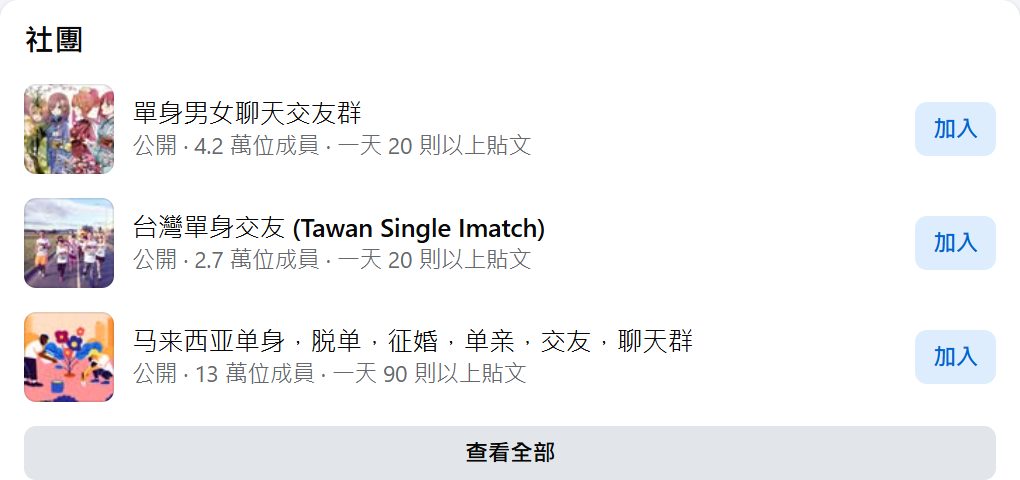 社團
單身男女聊天交友群
公開 · 4.2 萬位成員 · 一天 20 則以上貼文
加入
台灣單身交友 (Tawan Single Imatch)
公開 · 2.7 萬位成員 · 一天 20 則以上貼文
加入
马来西亚单身，脱单，征婚，单亲，交友，聊天群
公開 · 13 萬位成員 · 一天 90 則以上貼文
加入
查看全部